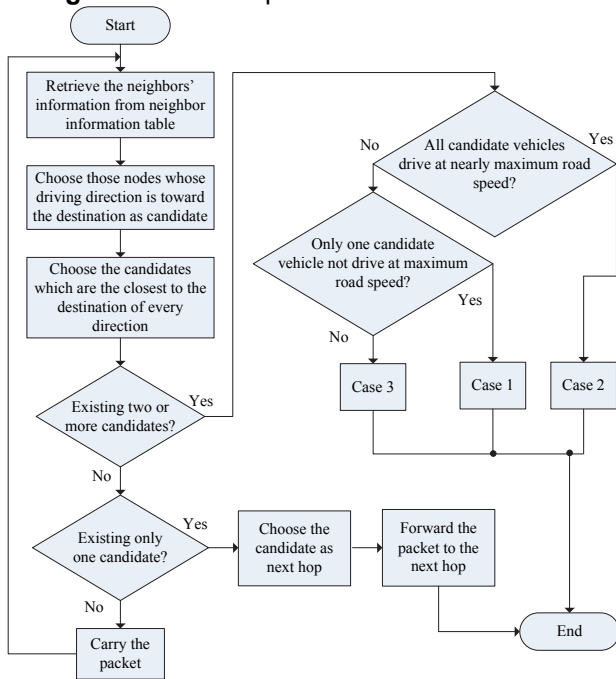 Start
Retrieve the neighbors'
information from neighbor
information table
Choose those nodes whose
driving direction is toward
the destination as candidate
Choose the candidates
which are the closest to the
destination of every
direction
Existing two or
more candidates?
Yes
No
Existing only
one candidate?
Yes
No
Carry the
packet
Choose the
candidate as
next hop
Forward the
packet to the
next hop
All candidate vehicles
drive at nearly maximum road
speed?
No
Yes
Only one candidate
vehicle not drive at maximum
road speed?
Yes
No
Case 3
Case 1
Case 2
End